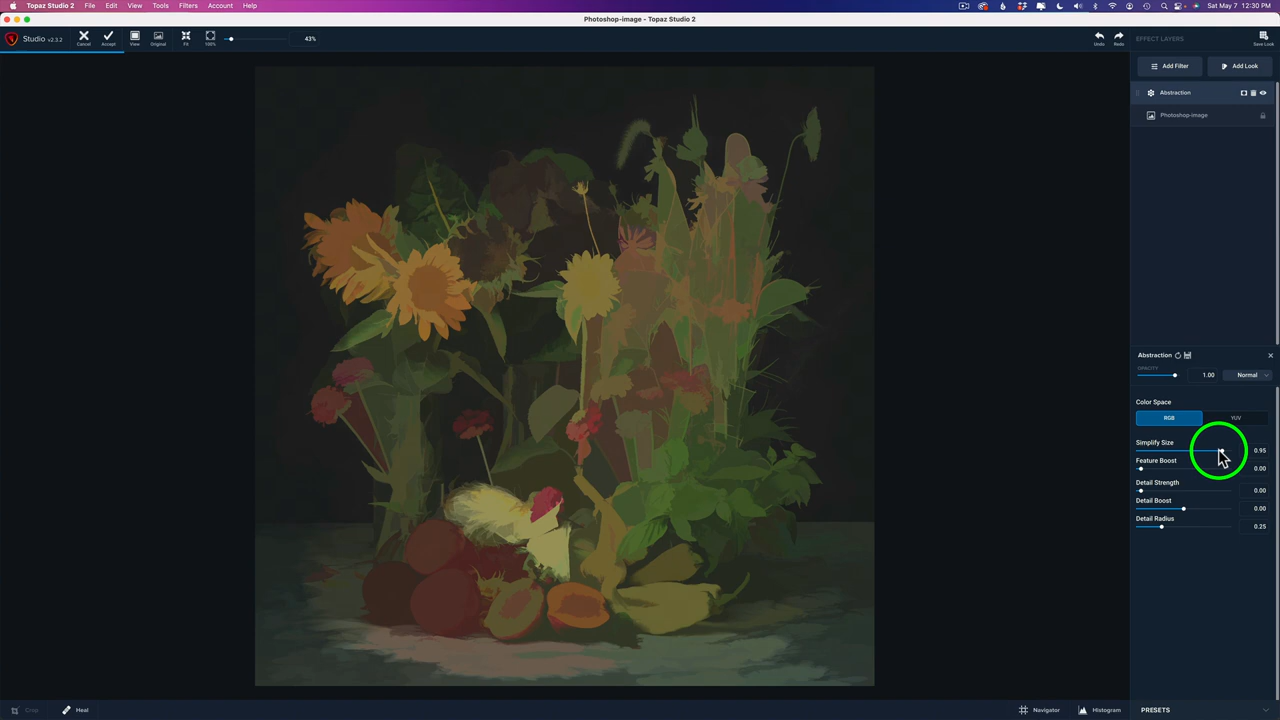 Topaz Studio 2 File Edit View Tools Filters Account Help Sat May 7 12:30 PM
Photoshop-image - Topaz Studio 2
Studio v2.3.2 Cancel Accept View Original Fit 100% 43% Undo Redo EFFECT LAYERS Save Look
Add Filter Add Look
Abstraction
Photoshop-image
Abstraction
OPACITY 1.00 Normal
Color Space
RGB YUV
Simplify Size 0.95
Feature Boost 0.00
Detail Strength 0.00
Detail Boost 0.00
Detail Radius 0.25
Crop Heal Navigator Histogram PRESETS